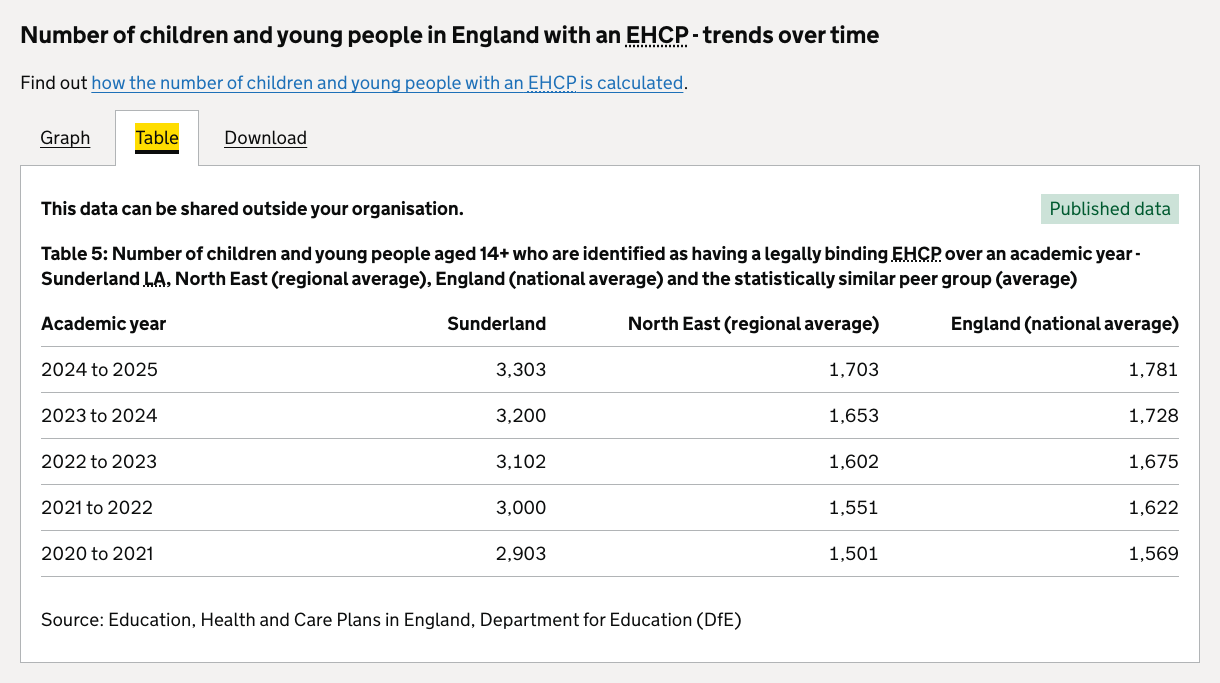 Number of children and young people in England with an EHCP - trends over time
Find out how the number of children and young people with an EHCP is calculated.
Graph Table Download
This data can be shared outside your organisation. Published data
Table 5: Number of children and young people aged 14+ who are identified as having a legally binding EHCP over an academic year -
Sunderland LA, North East (regional average), England (national average) and the statistically similar peer group (average)
Academic year Sunderland North East (regional average) England (national average)
2024 to 2025 3,303 1,703 1,781
2023 to 2024 3,200 1,653 1,728
2022 to 2023 3,102 1,602 1,675
2021 to 2022 3,000 1,551 1,622
2020 to 2021 2,903 1,501 1,569
Source: Education, Health and Care Plans in England, Department for Education (DfE)